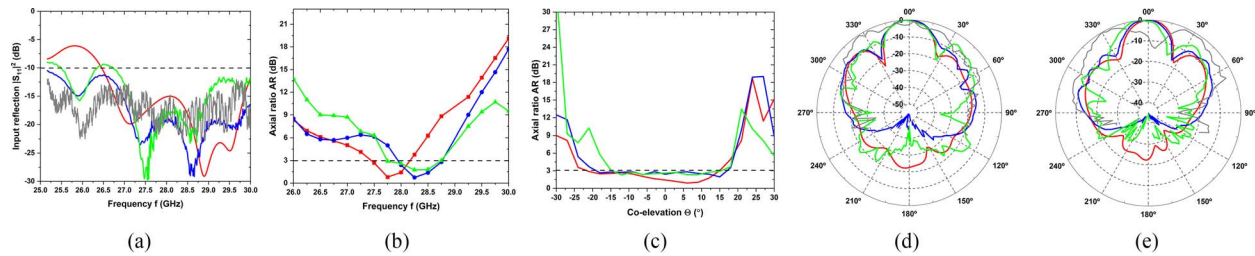 0
-5
-10
-15
-20
-25
-30
25.0 25.5 26.0 26.5 27.0 27.5 28.0 28.5 29.0 29.5 30.0
Input reflection |S₁₁|² (dB)
Frequency f (GHz)
(a)
21
18
15
12
9
6
3
0
26.0 26.5 27.0 27.5 28.0 28.5 29.0 29.5 30.0
Axial ratio AR (dB)
Frequency f (GHz)
(b)
30
27
24
21
18
15
12
9
6
3
0
-30 -25 -20 -15 -10 -5 0 5 10 15 20 25 30
Axial ratio AR (dB)
Co-elevation Θ (°)
(c)
00º
30º
60º
90º
120º
180º
210º
240º
270º
330º
0
-10
-20
-30
-40
-50
(d)
00º
30º
60º
90º
120º
180º
210º
240º
270º
330º
0
-10
-20
-30
-40
(e)